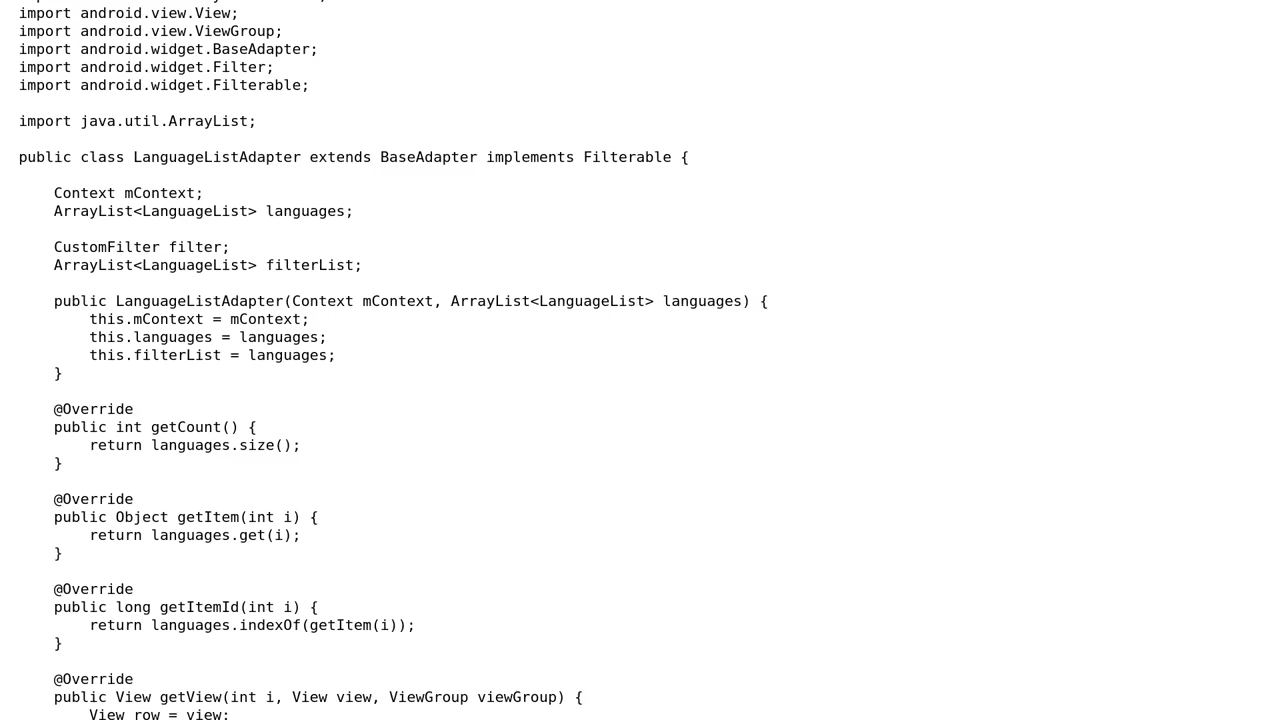 import android.view.View;
import android.view.ViewGroup;
import android.widget.BaseAdapter;
import android.widget.Filter;
import android.widget.Filterable;

import java.util.ArrayList;

public class LanguageListAdapter extends BaseAdapter implements Filterable {

    Context mContext;
    ArrayList<LanguageList> languages;

    CustomFilter filter;
    ArrayList<LanguageList> filterList;

    public LanguageListAdapter(Context mContext, ArrayList<LanguageList> languages) {
        this.mContext = mContext;
        this.languages = languages;
        this.filterList = languages;
    }

    @Override
    public int getCount() {
        return languages.size();
    }

    @Override
    public Object getItem(int i) {
        return languages.get(i);
    }

    @Override
    public long getItemId(int i) {
        return languages.indexOf(getItem(i));
    }

    @Override
    public View getView(int i, View view, ViewGroup viewGroup) {
        View row = view;